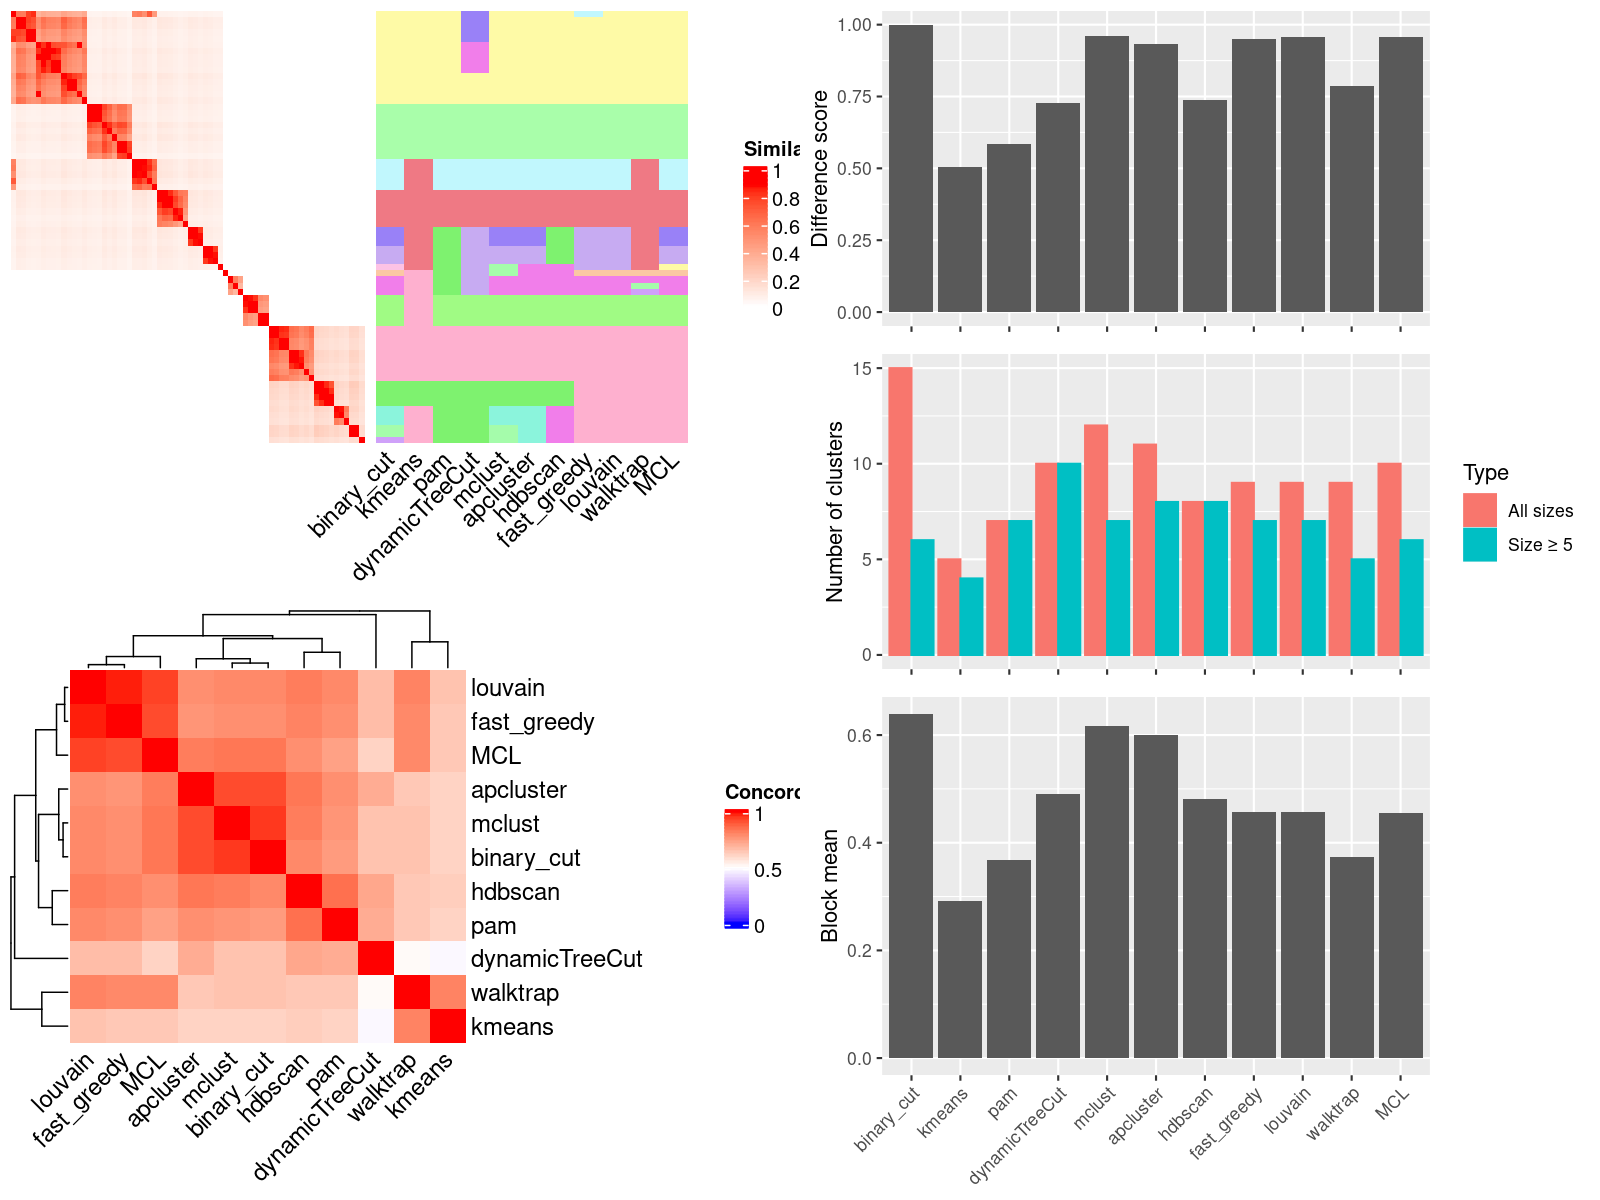 Simila
1
0.8
0.6
0.4
0.2
0
binary_cut
kmeans
pam
dynamicTreeCut
mclust
apcluster
hdbscan
fast_greedy
louvain
walktrap
MCL
louvain
fast_greedy
MCL
apcluster
mclust
binary_cut
hdbscan
pam
dynamicTreeCut
walktrap
kmeans
louvain
fast_greedy
MCL
apcluster
mclust
binary_cut
hdbscan
pam
dynamicTreeCut
walktrap
kmeans
Concord
1
0.5
0
Difference score
1.00
0.75
0.50
0.25
0.00
Number of clusters
15
10
5
0
Type
All sizes
Size ≥ 5
Block mean
0.6
0.4
0.2
0.0
binary_cut
kmeans
pam
dynamicTreeCut
mclust
apcluster
hdbscan
fast_greedy
louvain
walktrap
MCL